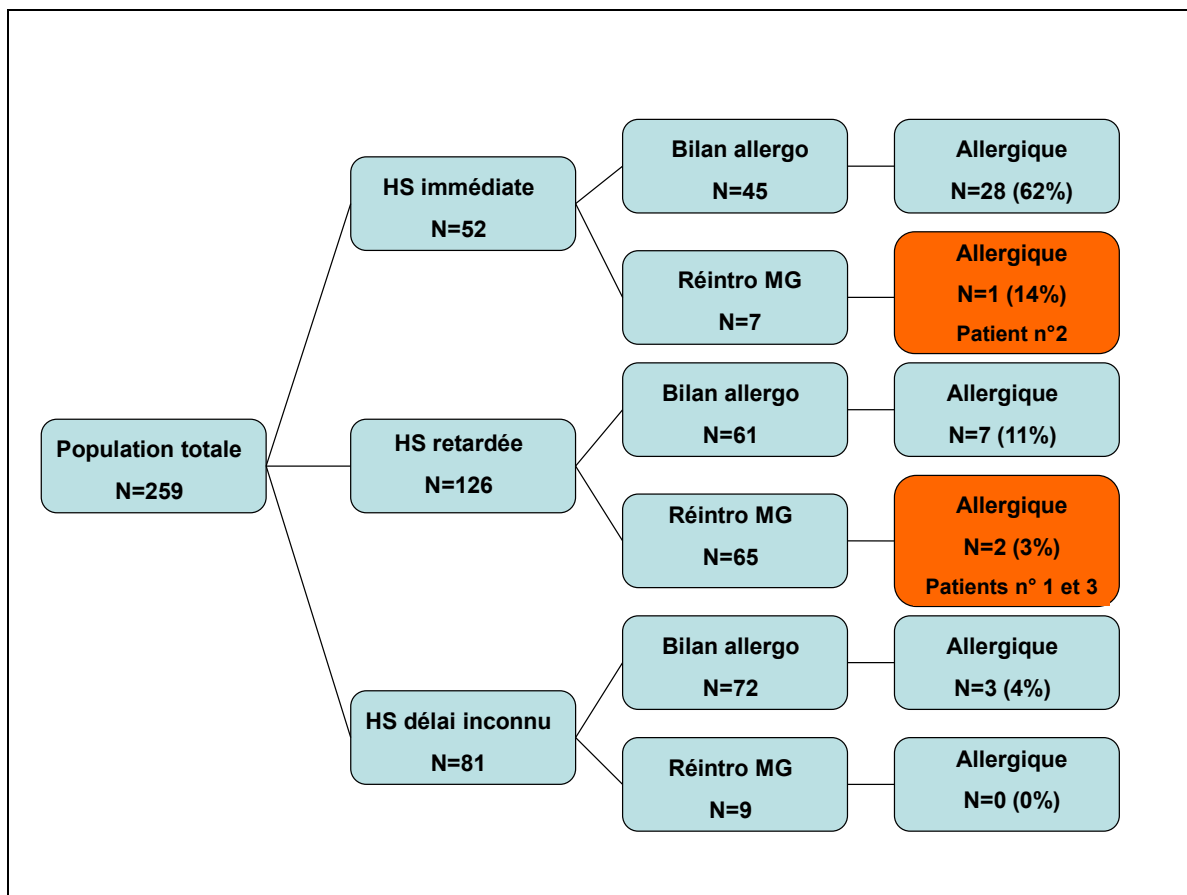 Population totale
N=259
HS immédiate
N=52
Bilan allergo
N=45
Allergique
N=28 (62%)
Réintro MG
N=7
Allergique
N=1 (14%)
Patient n°2
HS retardée
N=126
Bilan allergo
N=61
Allergique
N=7 (11%)
Réintro MG
N=65
Allergique
N=2 (3%)
Patients n° 1 et 3
HS délai inconnu
N=81
Bilan allergo
N=72
Allergique
N=3 (4%)
Réintro MG
N=9
Allergique
N=0 (0%)